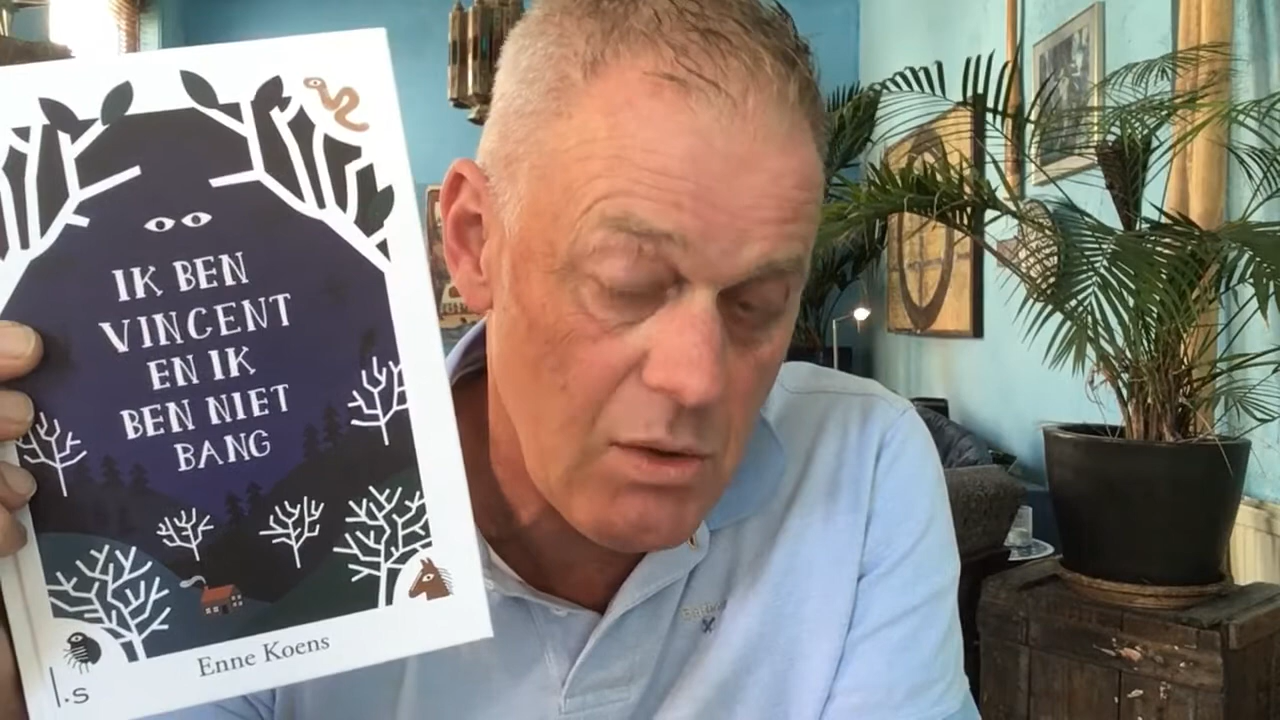 IK BEN
VINCENT
EN IK
BEN NIET
BANG
Enne Koens
l.s